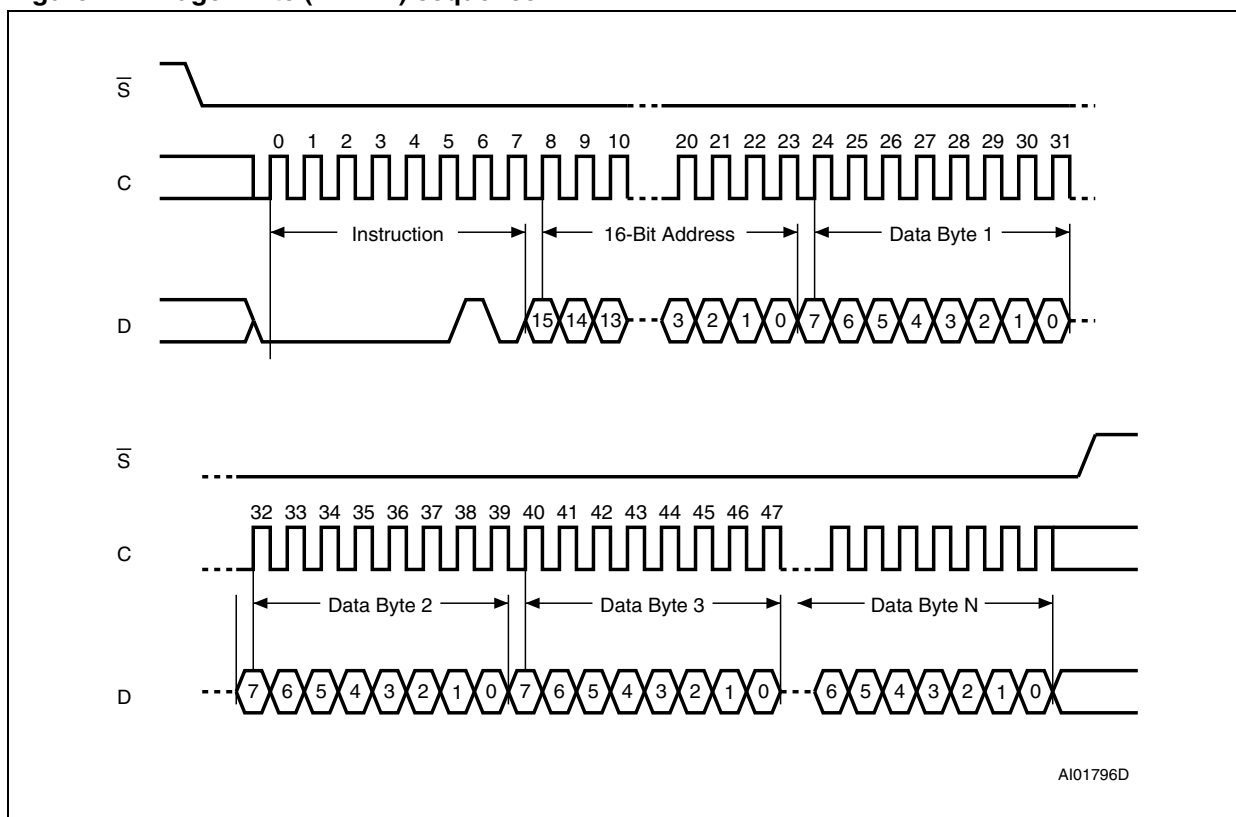 S
0 1 2 3 4 5 6 7 8 9 10 20 21 22 23 24 25 26 27 28 29 30 31
C
Instruction 16-Bit Address Data Byte 1
D
15 14 13 3 2 1 0 7 6 5 4 3 2 1 0
S
32 33 34 35 36 37 38 39 40 41 42 43 44 45 46 47
C
Data Byte 2 Data Byte 3 Data Byte N
D
7 6 5 4 3 2 1 0 7 6 5 4 3 2 1 0 6 5 4 3 2 1 0
AI01796D